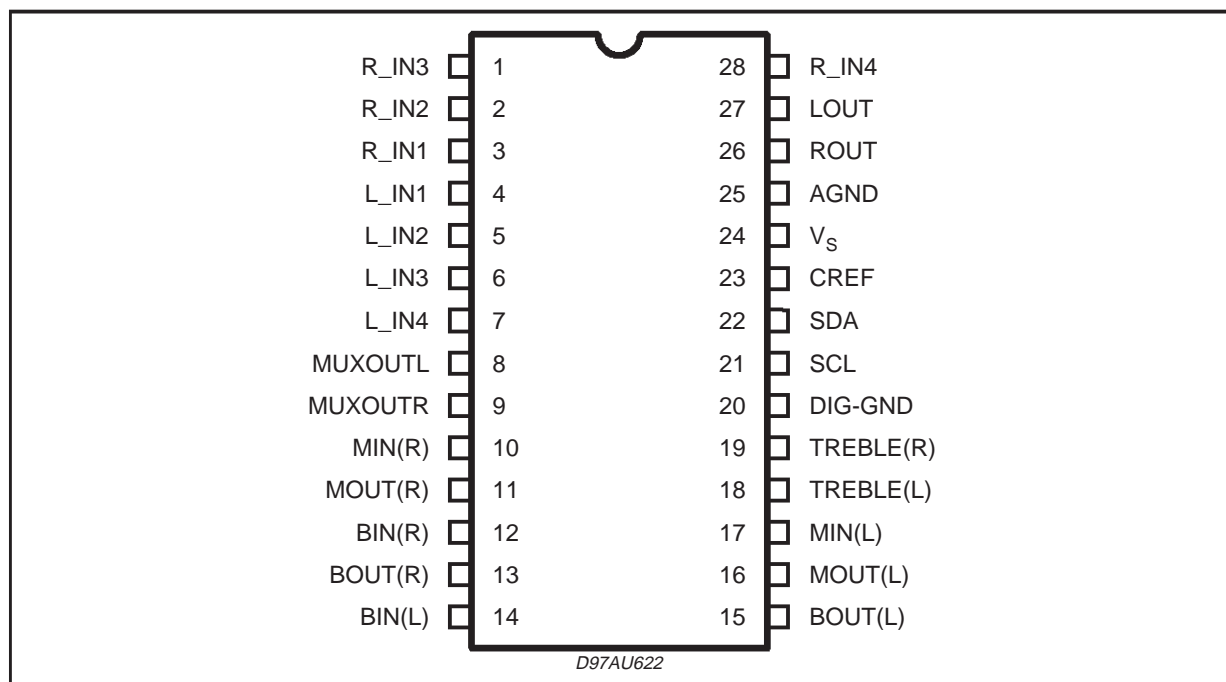 R_IN3 1 28 R_IN4
R_IN2 2 27 LOUT
R_IN1 3 26 ROUT
L_IN1 4 25 AGND
L_IN2 5 24 VS
L_IN3 6 23 CREF
L_IN4 7 22 SDA
MUXOUTL 8 21 SCL
MUXOUTR 9 20 DIG-GND
MIN(R) 10 19 TREBLE(R)
MOUT(R) 11 18 TREBLE(L)
BIN(R) 12 17 MIN(L)
BOUT(R) 13 16 MOUT(L)
BIN(L) 14 15 BOUT(L)
D97AU622